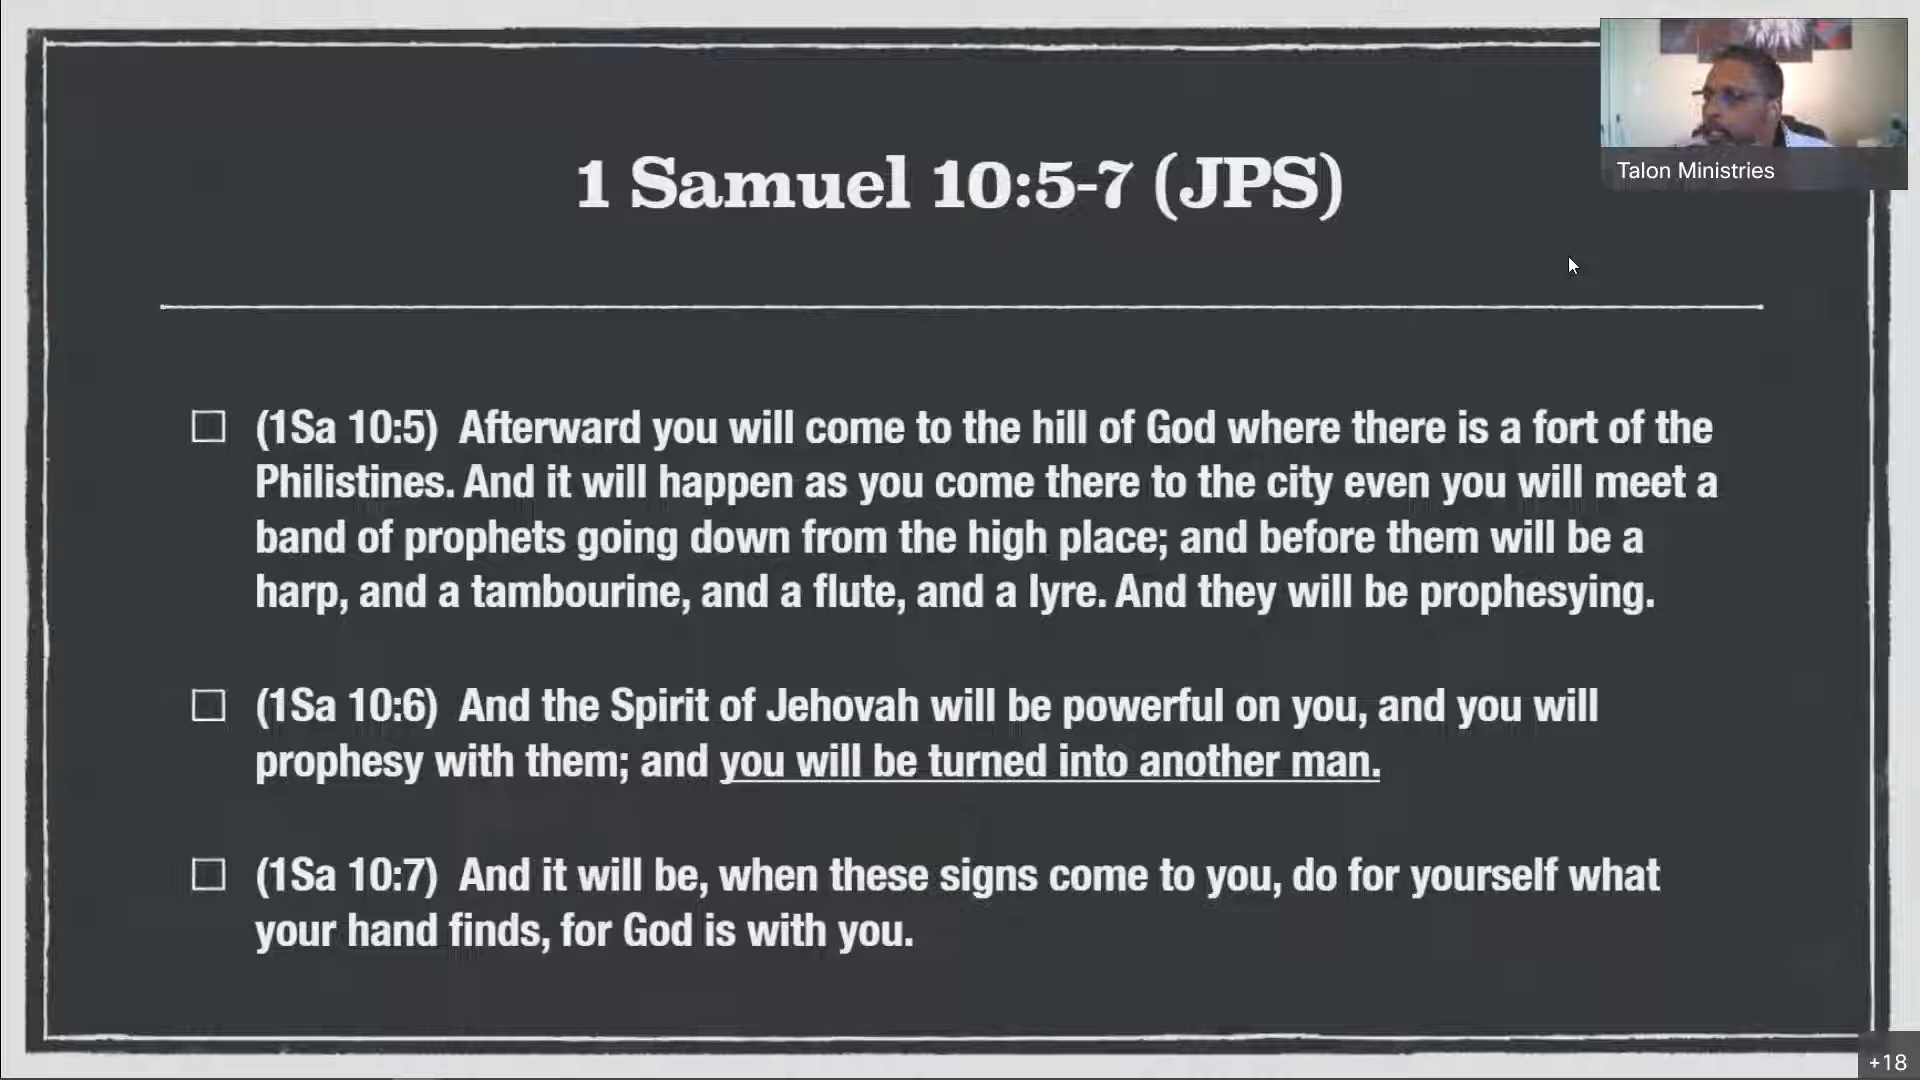 1 Samuel 10:5-7 (JPS)
Talon Ministries
(1Sa 10:5)  Afterward you will come to the hill of God where there is a fort of the
Philistines. And it will happen as you come there to the city even you will meet a
band of prophets going down from the high place; and before them will be a
harp, and a tambourine, and a flute, and a lyre. And they will be prophesying.
(1Sa 10:6)  And the Spirit of Jehovah will be powerful on you, and you will
prophesy with them; and you will be turned into another man.
(1Sa 10:7)  And it will be, when these signs come to you, do for yourself what
your hand finds, for God is with you.
+18